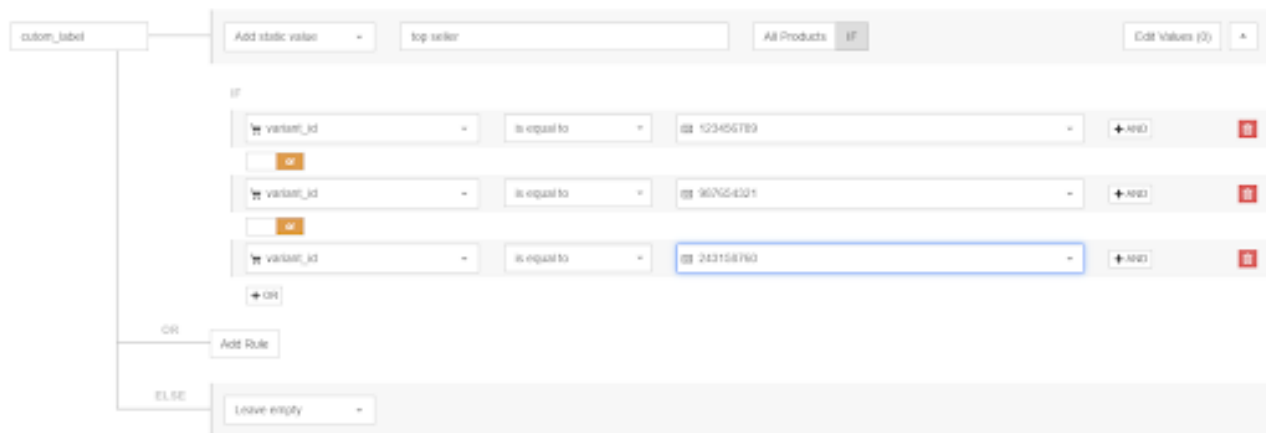 cutom_label Add static value top seller All Products IF Edit Values (0)
IF
variant_id is equal to 123456789 + AND
or
variant_id is equal to 987654321 + AND
or
variant_id is equal to 243156760 + AND
+ OR
OR
Add Rule
ELSE
Leave empty